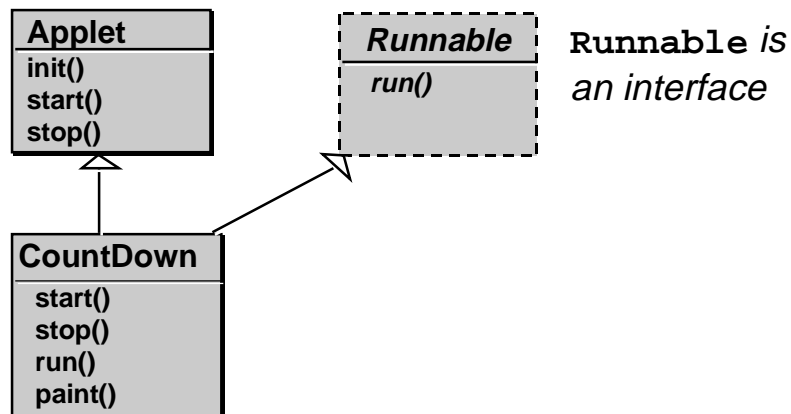 Applet
init()
start()
stop()
Runnable
run()
Runnable is
an interface
CountDown
start()
stop()
run()
paint()